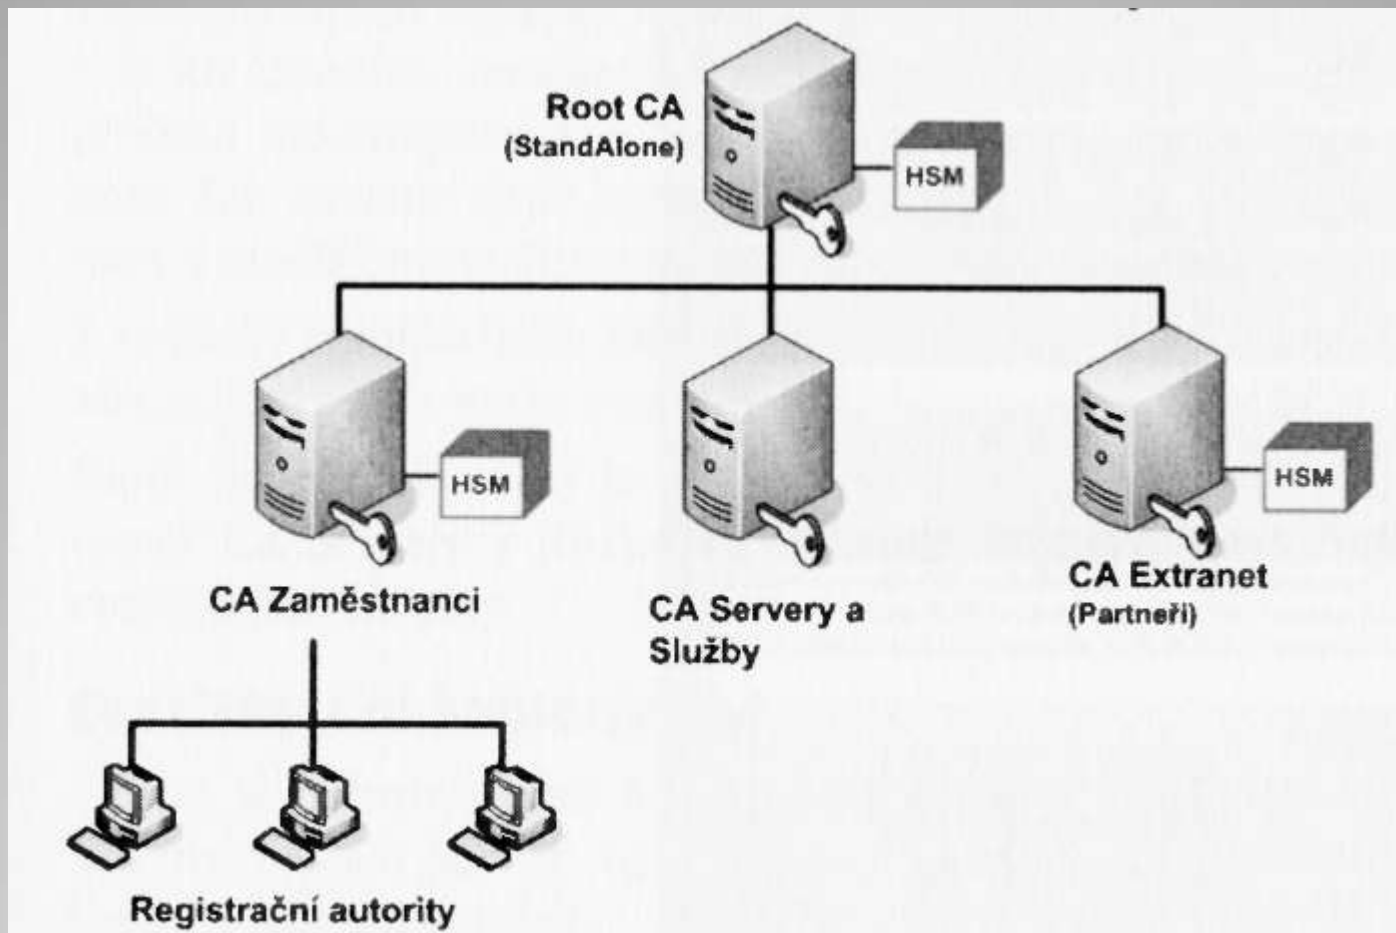 Root CA
(StandAlone)
HSM
HSM
HSM
CA Zaměstnanci
CA Servery a
Služby
CA Extranet
(Partneři)
Registrační autority